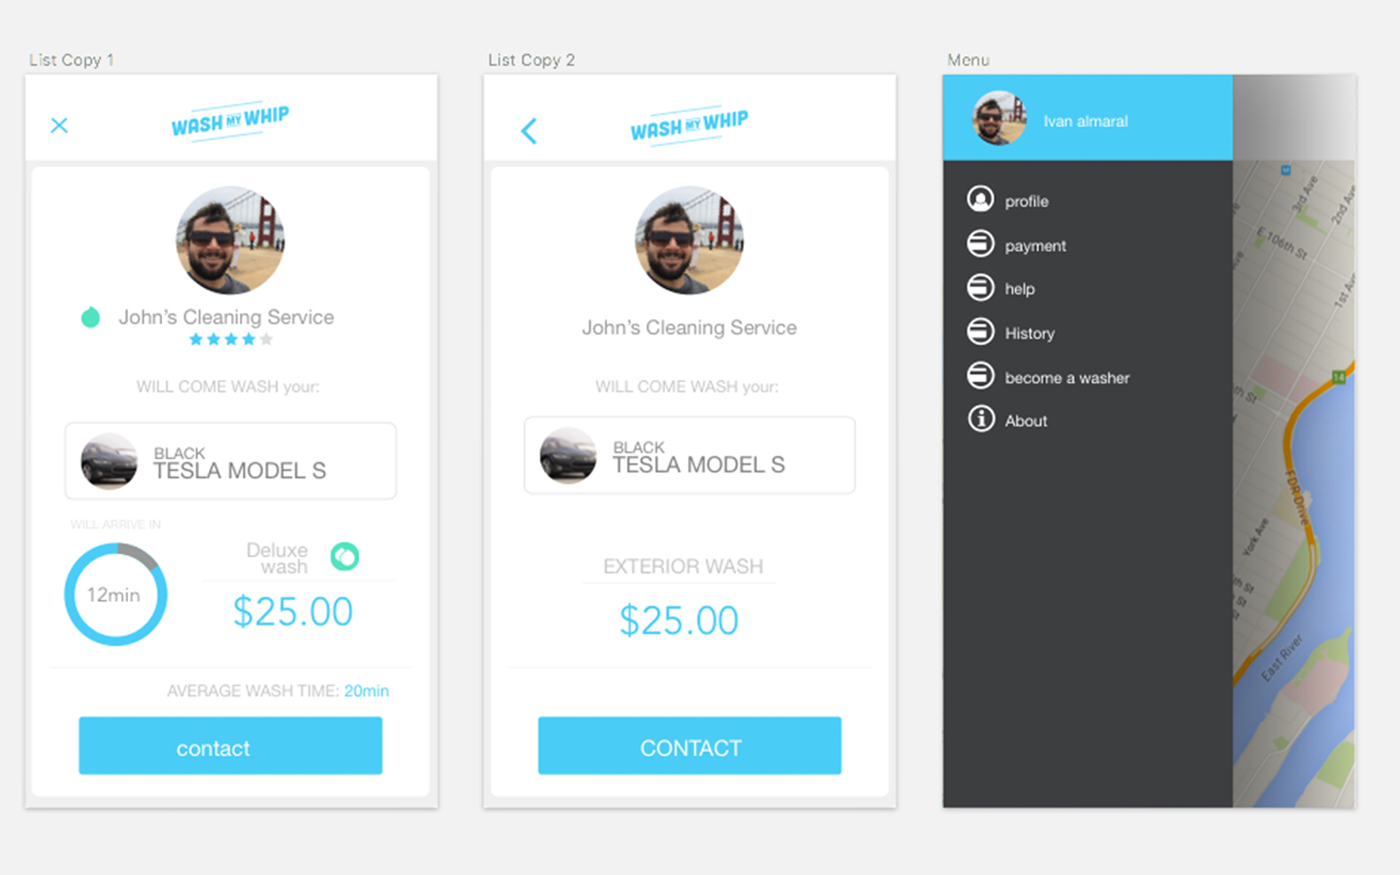 List Copy 1
WASH MY WHIP
John's Cleaning Service
WILL COME WASH your:
BLACK
TESLA MODEL S
WILL ARRIVE IN
12min
Deluxe
wash
$25.00
AVERAGE WASH TIME: 20min
contact
List Copy 2
WASH MY WHIP
John's Cleaning Service
WILL COME WASH your:
BLACK
TESLA MODEL S
EXTERIOR WASH
$25.00
CONTACT
Menu
Ivan almaral
profile
payment
help
History
become a washer
About
3rd Ave
2nd Ave
E 106th St
1st Ave
14
FDR Drive
York Ave
East River